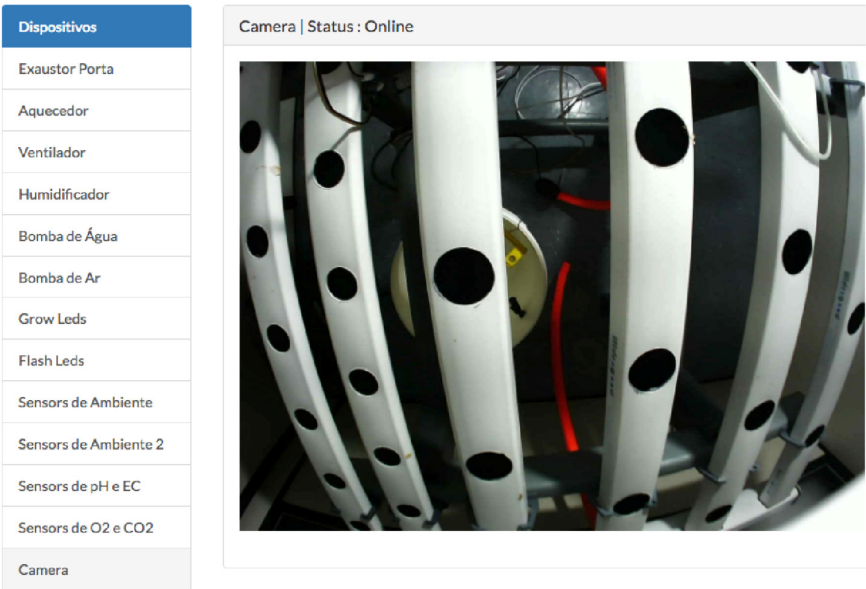 Dispositivos
Exaustor Porta
Aquecedor
Ventilador
Humidificador
Bomba de Água
Bomba de Ar
Grow Leds
Flash Leds
Sensors de Ambiente
Sensors de Ambiente 2
Sensors de pH e EC
Sensors de O2 e CO2
Camera
Camera | Status : Online